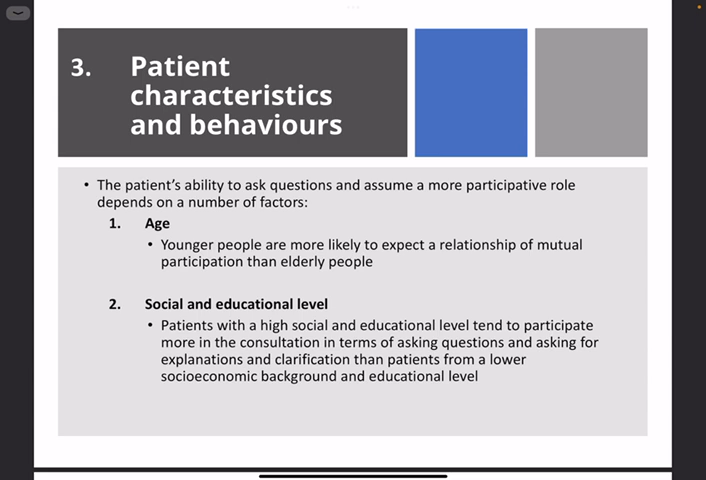 3. Patient
characteristics
and behaviours
• The patient's ability to ask questions and assume a more participative role
depends on a number of factors:
1. Age
• Younger people are more likely to expect a relationship of mutual
participation than elderly people
2. Social and educational level
• Patients with a high social and educational level tend to participate
more in the consultation in terms of asking questions and asking for
explanations and clarification than patients from a lower
socioeconomic background and educational level